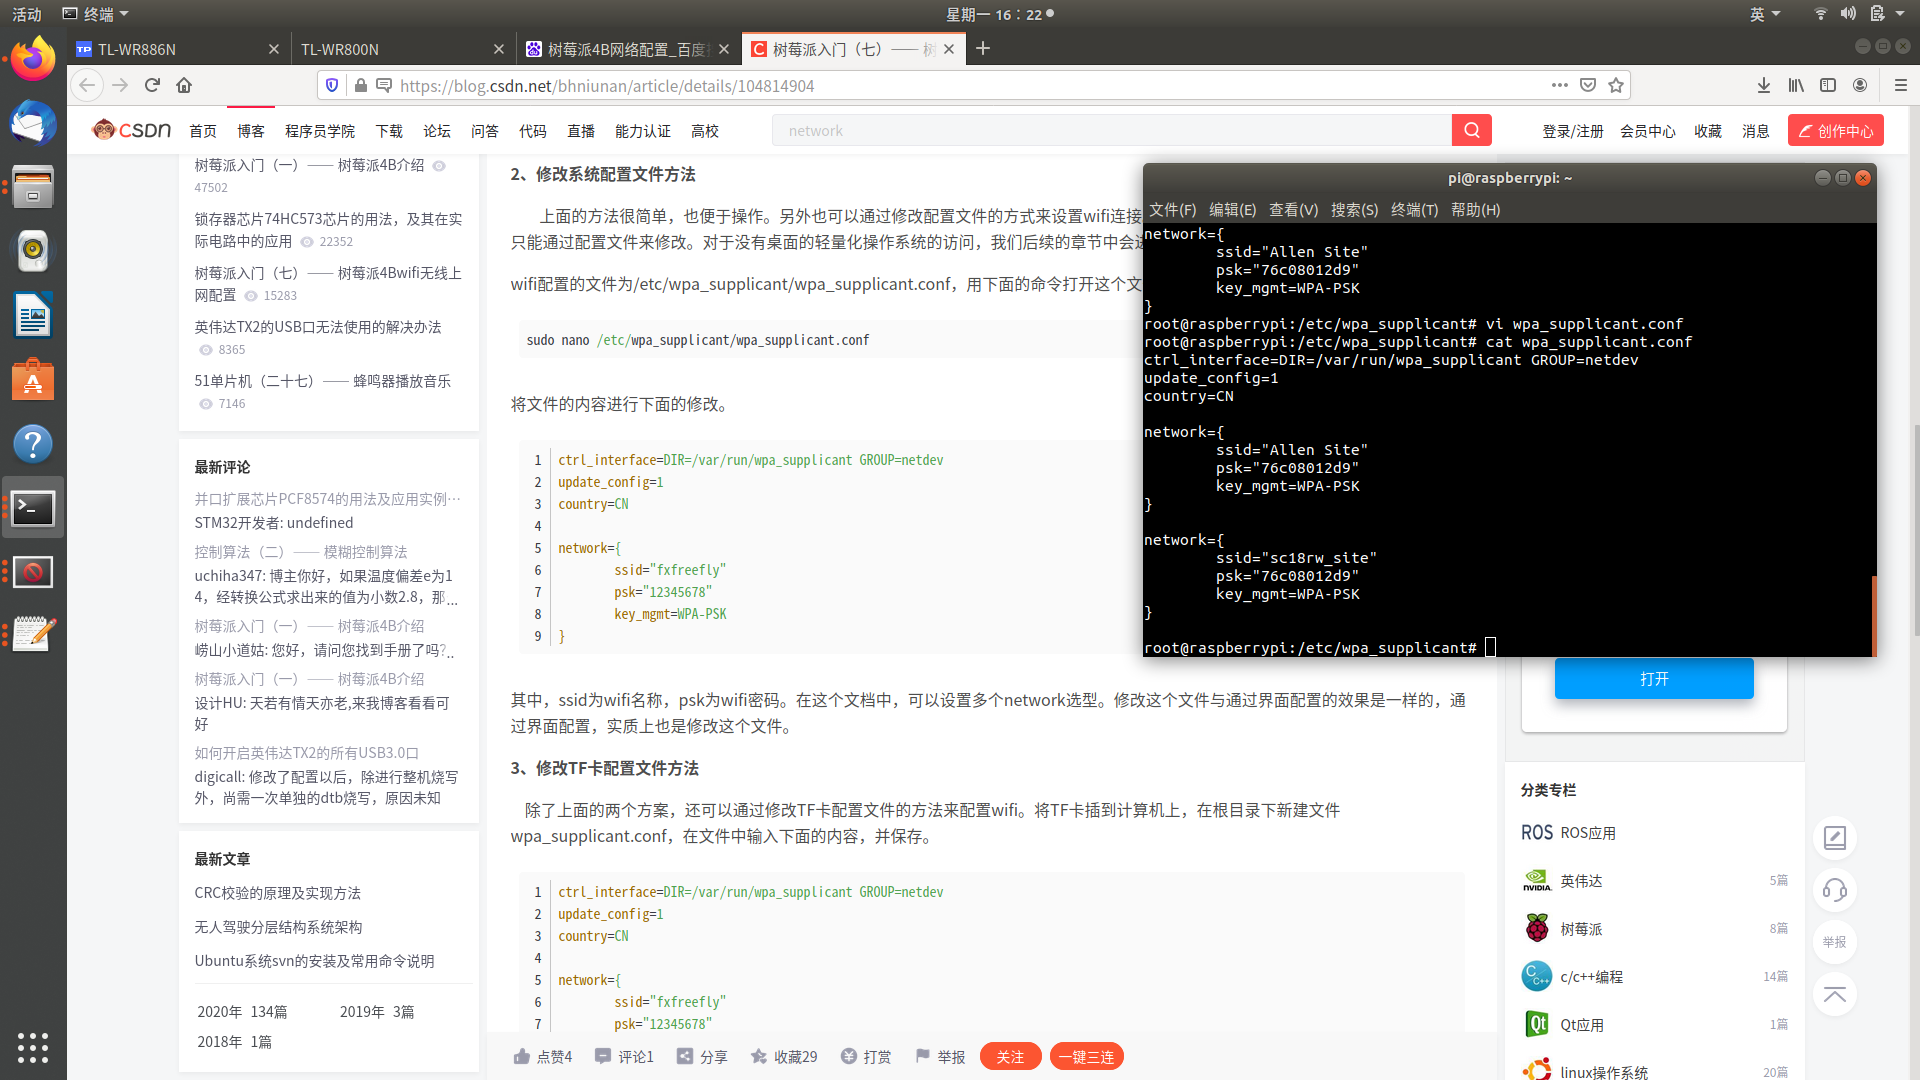 活动
终端
星期一 16：22
英
TL-WR886N
TL-WR800N
树莓派4B网络配置_百度
树莓派入门（七）—— 树
https://blog.csdn.net/bhniunan/article/details/104814904
CSDN
首页
博客
程序员学院
下载
论坛
问答
代码
直播
能力认证
高校
network
登录/注册
会员中心
收藏
消息
创作中心
树莓派入门（一）—— 树莓派4B介绍
47502
锁存器芯片74HC573芯片的用法，及其在实
际电路中的应用 22352
树莓派入门（七）—— 树莓派4Bwifi无线上
网配置 15283
英伟达TX2的USB口无法使用的解决办法
8365
51单片机（二十七）—— 蜂鸣器播放音乐
7146
最新评论
并口扩展芯片PCF8574的用法及应用实例…
STM32开发者: undefined
控制算法（二）—— 模糊控制算法
uchiha347: 博主你好，如果温度偏差e为1
4，经转换公式求出来的值为小数2.8，那...
树莓派入门（一）—— 树莓派4B介绍
崂山小道姑: 您好，请问您找到手册了吗?..
树莓派入门（一）—— 树莓派4B介绍
设计HU: 天若有情天亦老,来我博客看看可
好
如何开启英伟达TX2的所有USB3.0口
digicall: 修改了配置以后，除进行整机烧写
外，尚需一次单独的dtb烧写，原因未知
最新文章
CRC校验的原理及实现方法
无人驾驶分层结构系统架构
Ubuntu系统svn的安装及常用命令说明
2020年 134篇
2019年 3篇
2018年 1篇
2、修改系统配置文件方法
上面的方法很简单，也便于操作。另外也可以通过修改配置文件的方式来设置wifi连接
只能通过配置文件来修改。对于没有桌面的轻量化操作系统的访问，我们后续的章节中会
wifi配置的文件为/etc/wpa_supplicant/wpa_supplicant.conf，用下面的命令打开这个文
sudo nano /etc/wpa_supplicant/wpa_supplicant.conf
将文件的内容进行下面的修改。
1 ctrl_interface=DIR=/var/run/wpa_supplicant GROUP=netdev
2 update_config=1
3 country=CN
4
5 network={
6 ssid="fxfreefly"
7 psk="12345678"
8 key_mgmt=WPA-PSK
9 }
其中，ssid为wifi名称，psk为wifi密码。在这个文档中，可以设置多个network选型。修改这个文件与通过界面配置的效果是一样的，通
过界面配置，实质上也是修改这个文件。
3、修改TF卡配置文件方法
除了上面的两个方案，还可以通过修改TF卡配置文件的方法来配置wifi。将TF卡插到计算机上，在根目录下新建文件
wpa_supplicant.conf，在文件中输入下面的内容，并保存。
1 ctrl_interface=DIR=/var/run/wpa_supplicant GROUP=netdev
2 update_config=1
3 country=CN
4
5 network={
6 ssid="fxfreefly"
7 psk="12345678"
点赞4
评论1
分享
收藏29
打赏
举报
关注
一键三连
pi@raspberrypi: ~
文件(F) 编辑(E) 查看(V) 搜索(S) 终端(T) 帮助(H)
network={
ssid="Allen Site"
psk="76c08012d9"
key_mgmt=WPA-PSK
}
root@raspberrypi:/etc/wpa_supplicant# vi wpa_supplicant.conf
root@raspberrypi:/etc/wpa_supplicant# cat wpa_supplicant.conf
ctrl_interface=DIR=/var/run/wpa_supplicant GROUP=netdev
update_config=1
country=CN
network={
ssid="Allen Site"
psk="76c08012d9"
key_mgmt=WPA-PSK
}
network={
ssid="sc18rw_site"
psk="76c08012d9"
key_mgmt=WPA-PSK
}
root@raspberrypi:/etc/wpa_supplicant#
打开
分类专栏
ROS ROS应用
NVIDIA 英伟达 5篇
树莓派 8篇
C C++ c/c++编程 14篇
Qt Qt应用 1篇
linux操作系统 20篇
举报